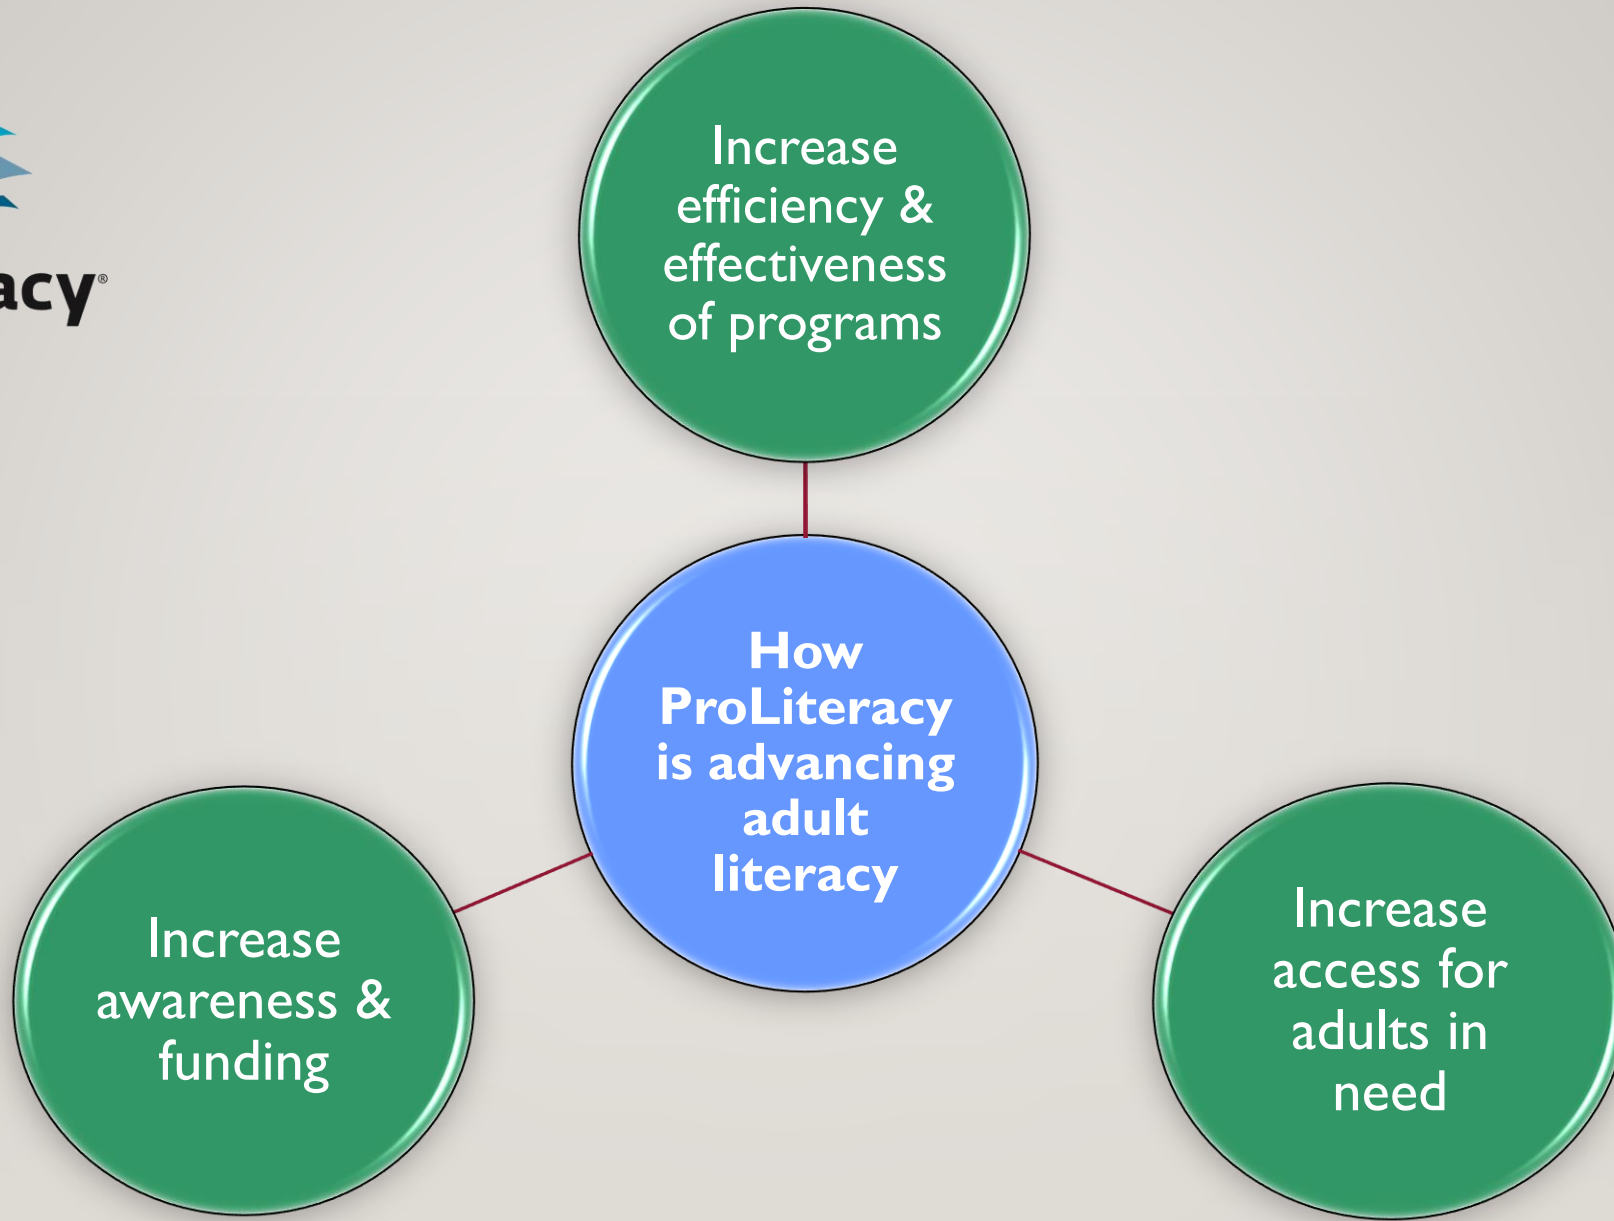 Increase
efficiency &
effectiveness
of programs
acy®
How
ProLiteracy
is advancing
adult
literacy
Increase
awareness &
funding
Increase
access for
adults in
need